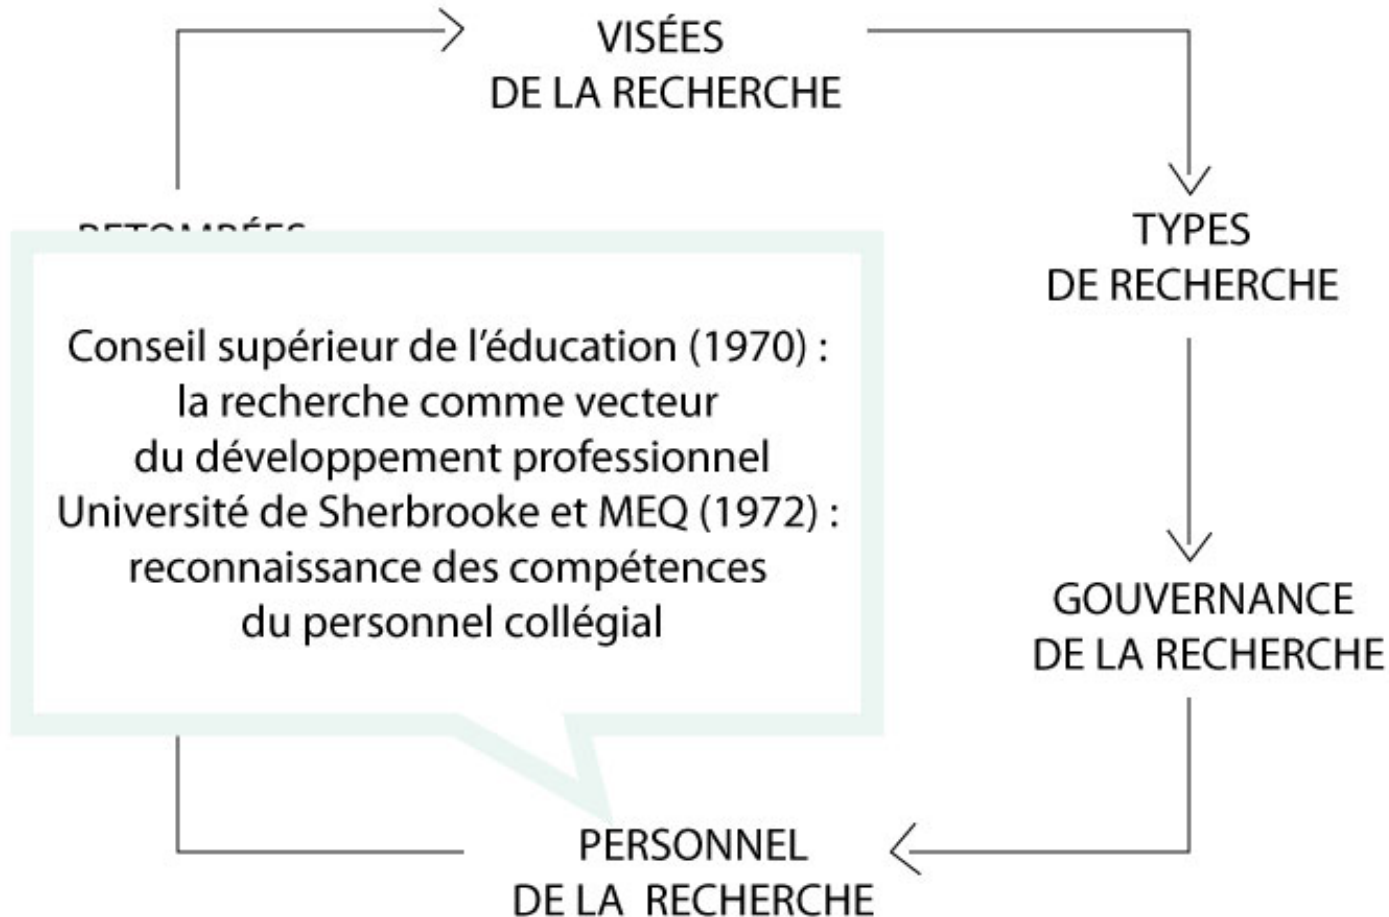 VISÉES
DE LA RECHERCHE
TYPES
DE RECHERCHE
GOUVERNANCE
DE LA RECHERCHE
PERSONNEL
DE LA RECHERCHE
RETOMBÉES
Conseil supérieur de l'éducation (1970) :
la recherche comme vecteur
du développement professionnel
Université de Sherbrooke et MEQ (1972) :
reconnaissance des compétences
du personnel collégial